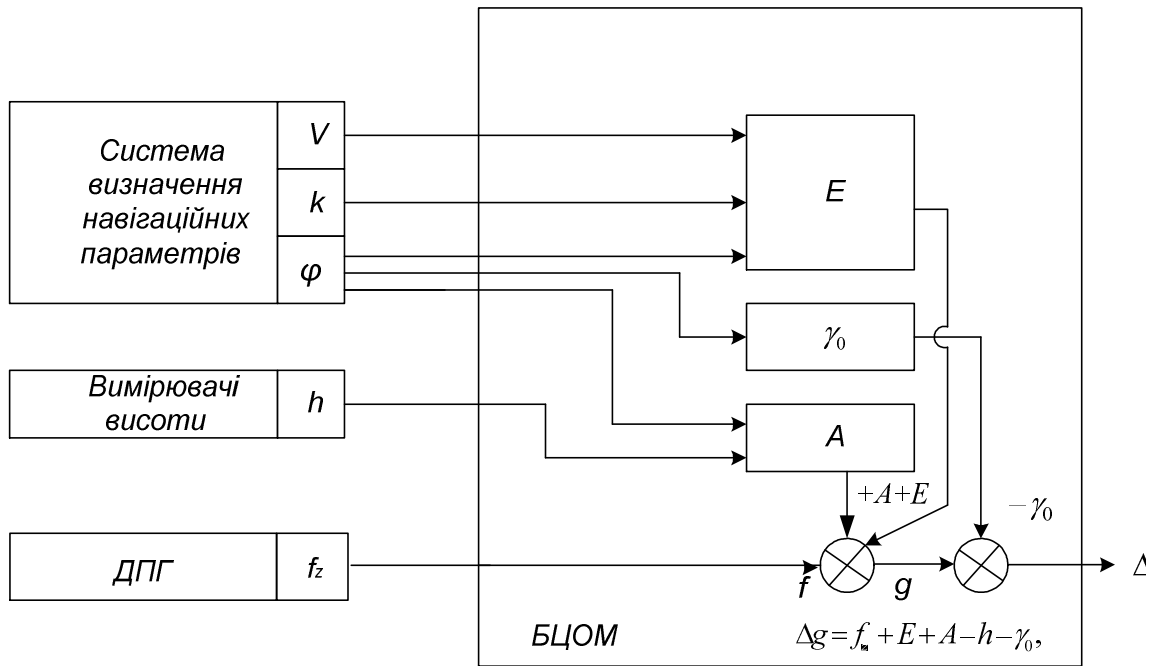 Система
визначення
навігаційних
параметрів
V
k
φ
E
γ₀
Вимірювачі
висоти
h
A
+A+E
−γ₀
ДПГ
fz
f
g
Δ
БЦОМ
Δg=f +E+A−h−γ₀,